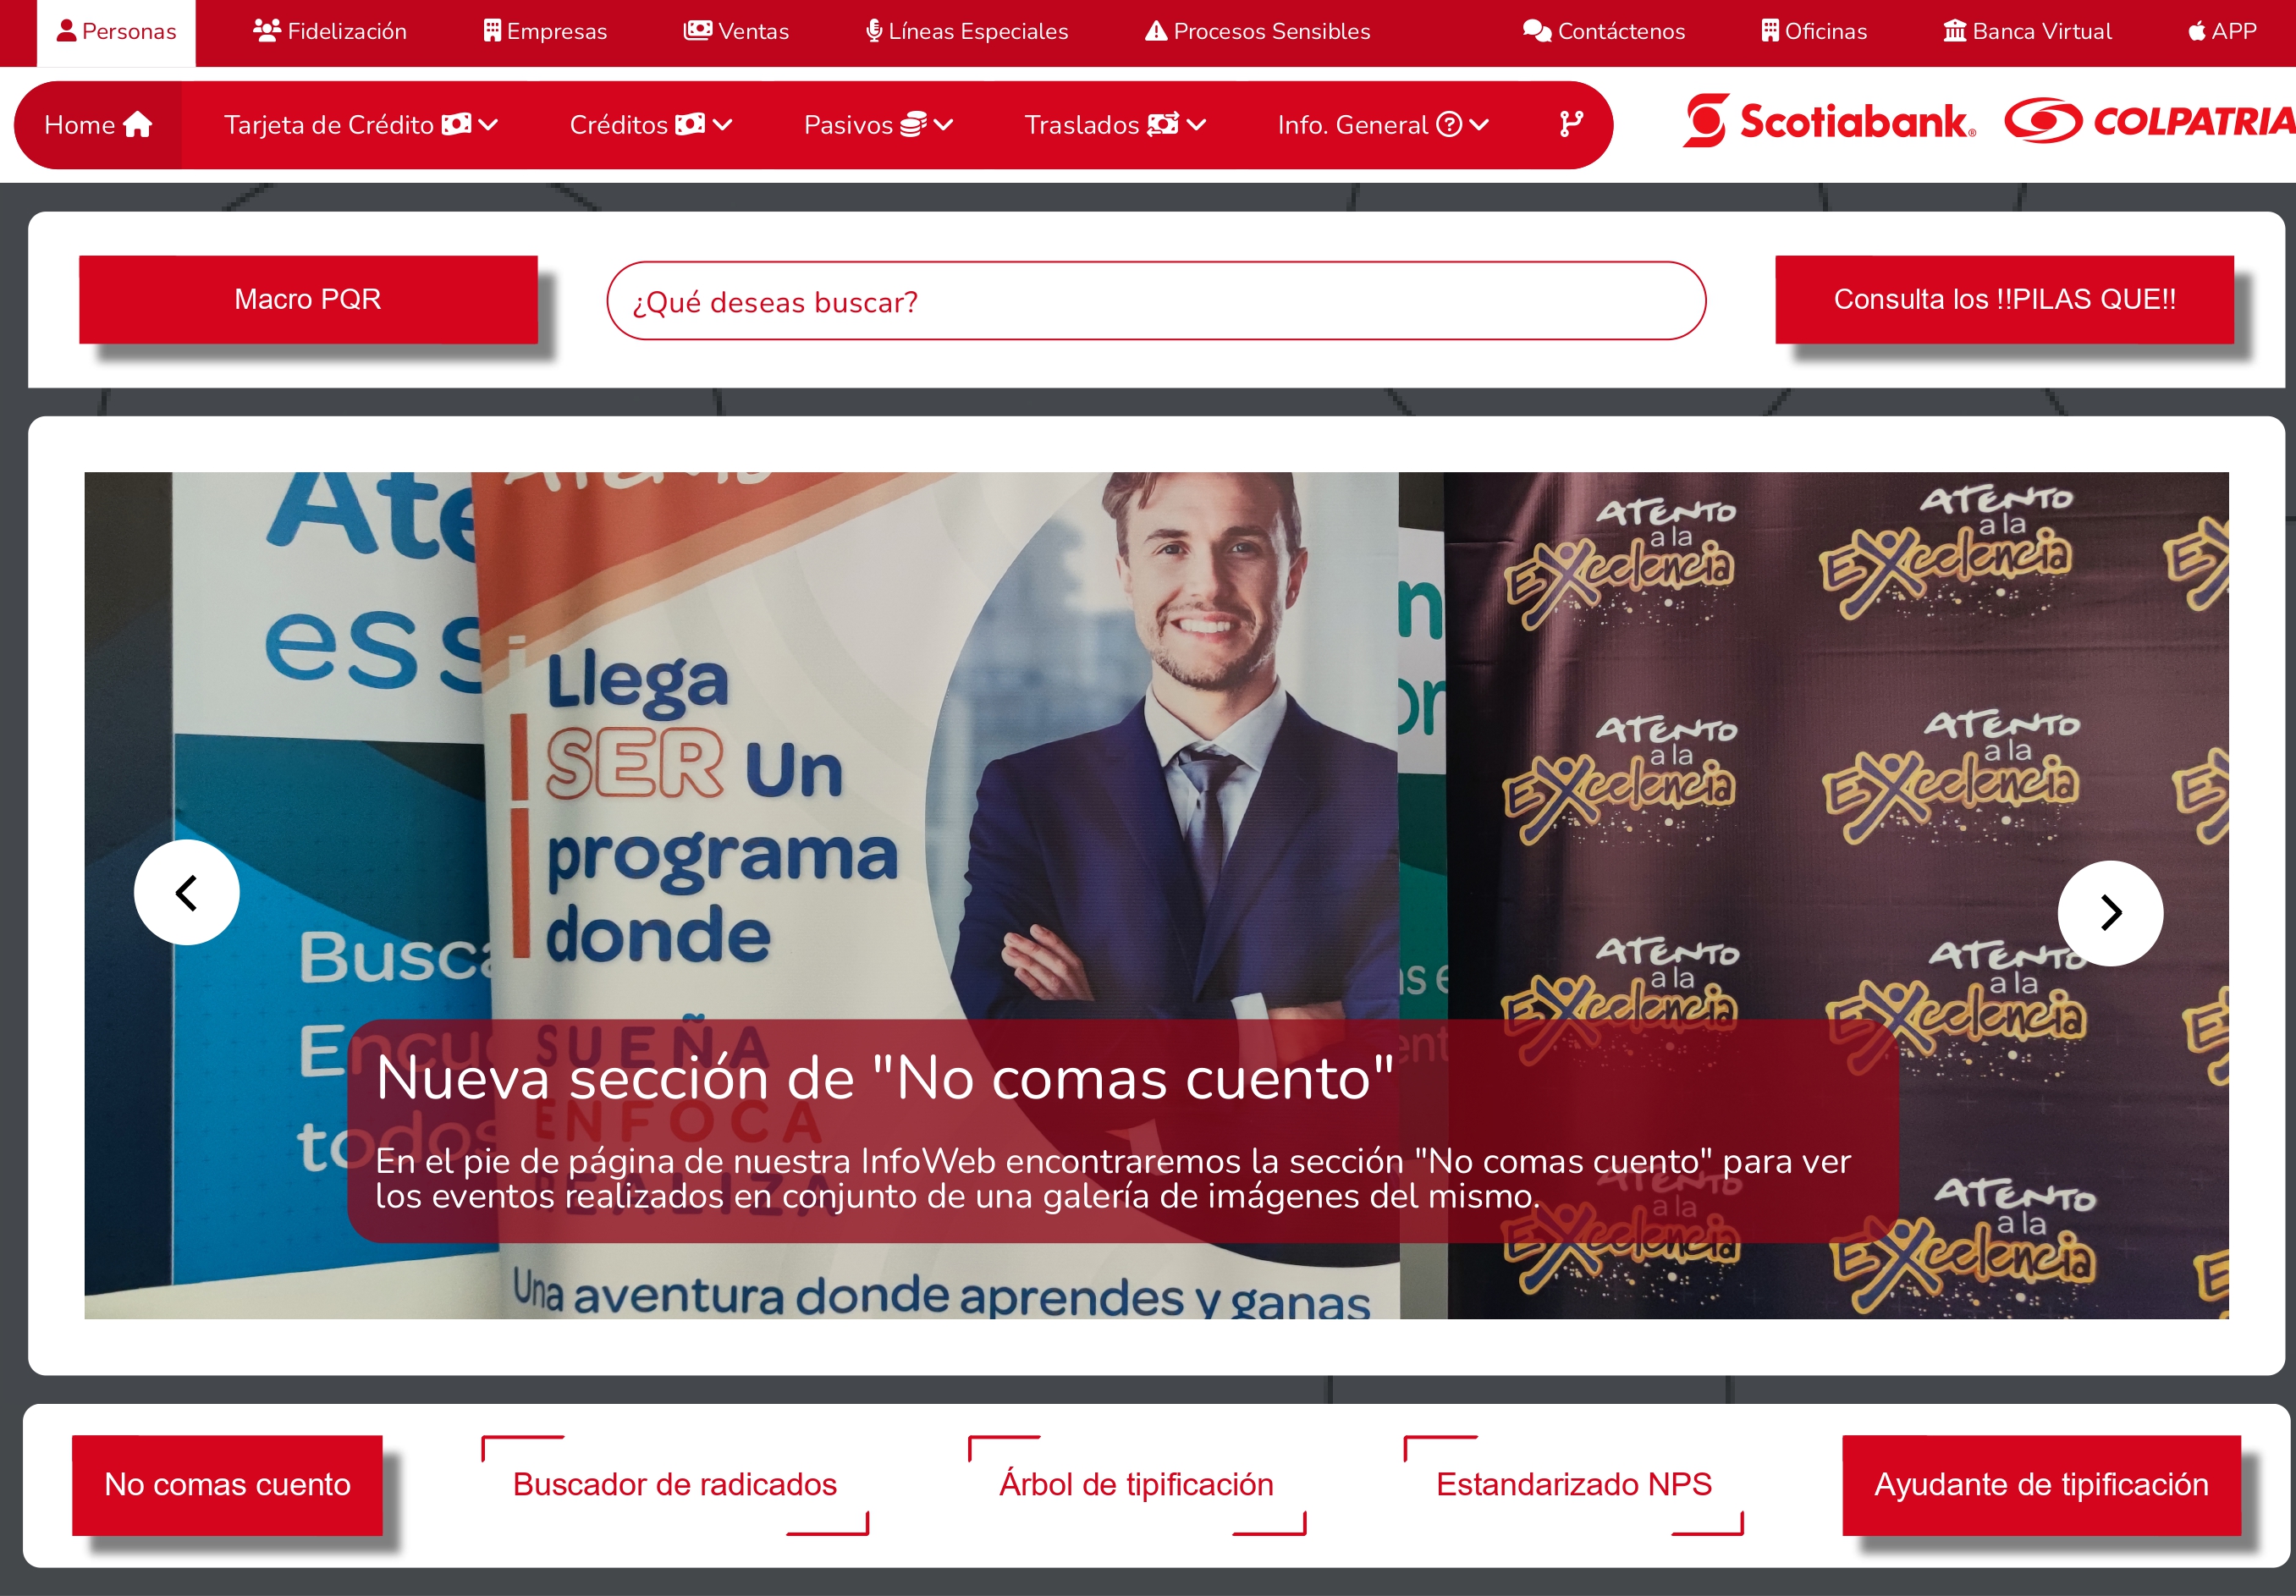 Personas Fidelización Empresas Ventas Líneas Especiales Procesos Sensibles Contáctenos Oficinas Banca Virtual APP
Home Tarjeta de Crédito Créditos Pasivos Traslados Info. General Scotiabank® COLPATRIA
Macro PQR
¿Qué deseas buscar?
Consulta los !!PILAS QUE!!
Ate
ess
Busca
Encu
todos
Llega
SER Un
programa
donde
SUEÑA
ENFOCA
REALIZA
Una aventura donde aprendes y ganas
ATENTO
a la
EXcelencia
ATENTO
a la
EXcelencia
ATENTO
a la
EXcelencia
ATENTO
a la
EXcelencia
ATENTO
a la
EXcelencia
ATENTO
a la
EXcelencia
ATENTO
a la
EXcelencia
ATENTO
a la
EXcelencia
Nueva sección de "No comas cuento"
En el pie de página de nuestra InfoWeb encontraremos la sección "No comas cuento" para ver
los eventos realizados en conjunto de una galería de imágenes del mismo.
No comas cuento
Buscador de radicados
Árbol de tipificación
Estandarizado NPS
Ayudante de tipificación